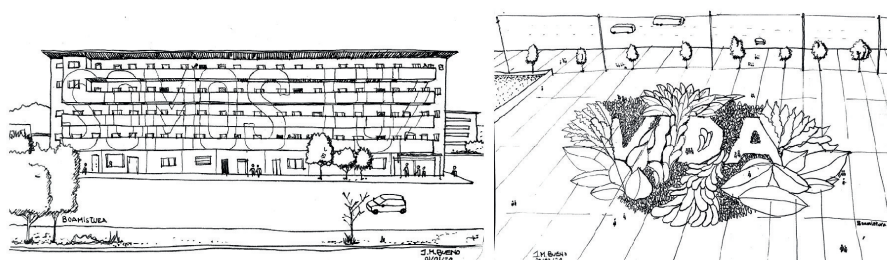 SOMOS LUZ
BOAMISTURA
J.M.BUENO
VIDA
Boamistura
J.M.BUENO